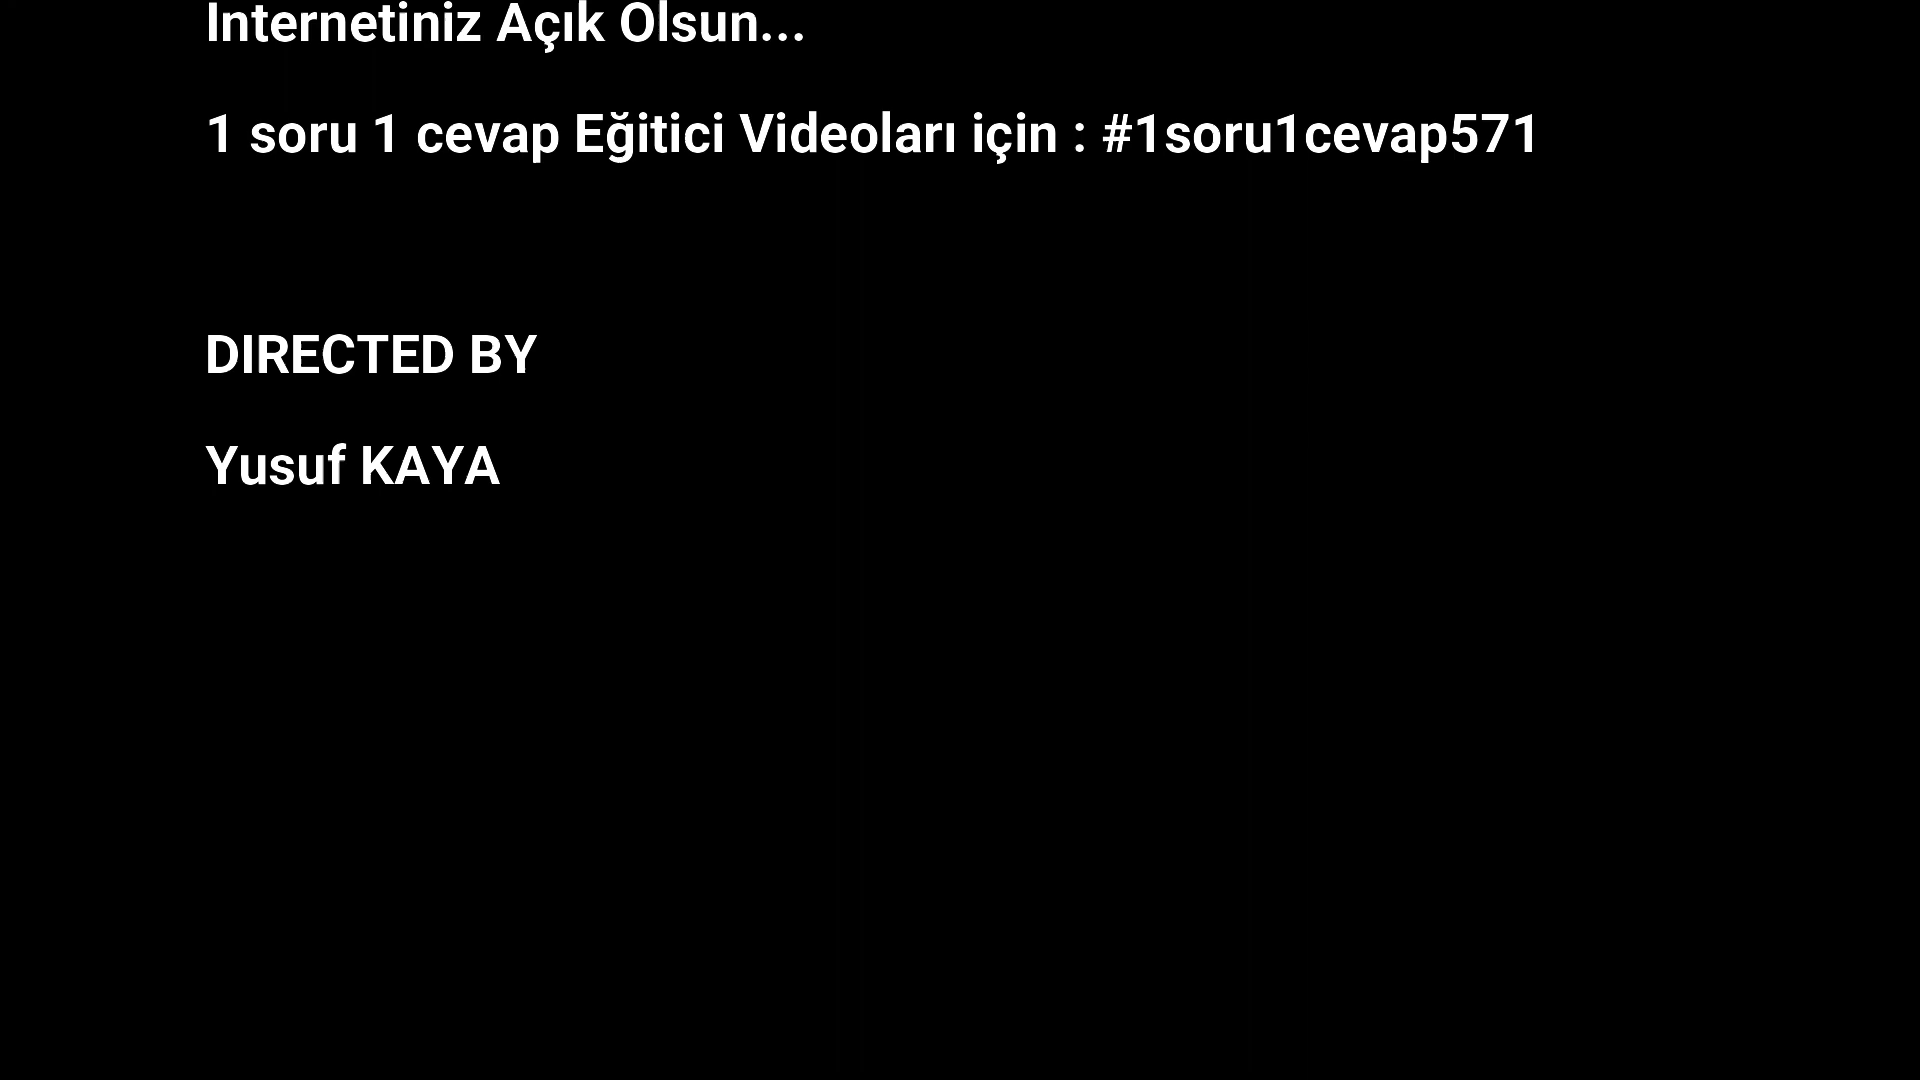 Internetiniz Açık Olsun...
1 soru 1 cevap Eğitici Videoları için : #1soru1cevap571
DIRECTED BY
Yusuf KAYA